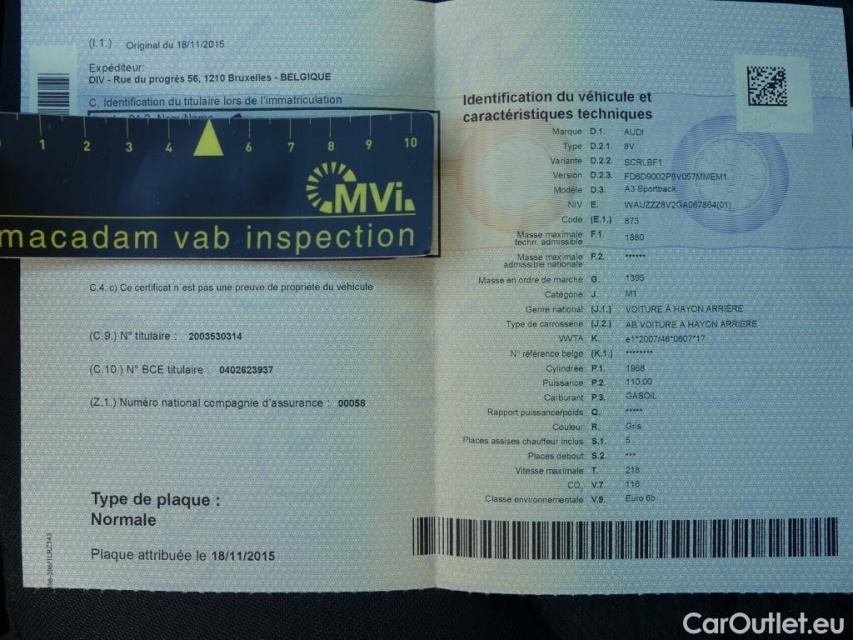 (I.1.) Original du 18/11/2015
Expéditeur:
DIV - Rue du progrès 56, 1210 Bruxelles - BELGIQUE
C. Identification du titulaire lors de l'immatriculation
1 2 3 4 6 7 8 9 10
MVi.
macadam vab inspection
C.4. c) Ce certificat n'est pas une preuve de propriété du véhicule
(C.9.) N° titulaire : 2003530314
(C.10.) N° BCE titulaire : 0402623937
(Z.1.) Numéro national compagnie d'assurance : 00058
Type de plaque :
Normale
Plaque attribuée le 18/11/2015
Identification du véhicule et
caractéristiques techniques
Marque D.1. AUDI
Type D.2.1. 8V
Variante D.2.2. SCRLBF1
Version D.2.3. FD6D9002P8V057MMEM1
Modèle D.3. A3 Sportback
NIV E. WAUZZZ8V2GA067864(01)
Code (E.1.) 873
Masse maximale techn. admissible F.1. 1880
Masse maximale admissible nationale F.2. ******
Masse en ordre de marche G. 1395
Catégorie J. M1
Genre national (J.1.) VOITURE À HAYON ARRIÈRE
Type de carrosserie (J.2.) AB VOITURE A HAYON ARRIERE
VVTA K. e1*2007/46*0607*17
N° référence belge (K.1.) ********
Cylindrée P.1. 1968
Puissance P.2. 110,00
Carburant P.3. GASOIL
Rapport puissance/poids Q. *****
Couleur R. Gris
Places assises chauffeur inclus S.1. 5
Places debout S.2. ***
Vitesse maximale T. 218
CO₂ V.7. 118
Classe environnementale V.9. Euro 6b
CarOutlet.eu